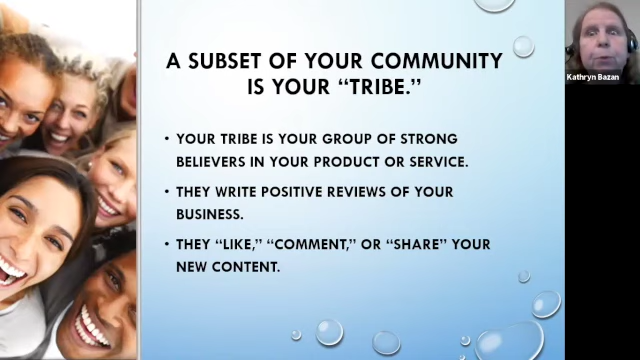 A SUBSET OF YOUR COMMUNITY
IS YOUR “TRIBE.”
• YOUR TRIBE IS YOUR GROUP OF STRONG
BELIEVERS IN YOUR PRODUCT OR SERVICE.
• THEY WRITE POSITIVE REVIEWS OF YOUR
BUSINESS.
• THEY “LIKE,” “COMMENT,” OR “SHARE” YOUR
NEW CONTENT.
Kathryn Bazan